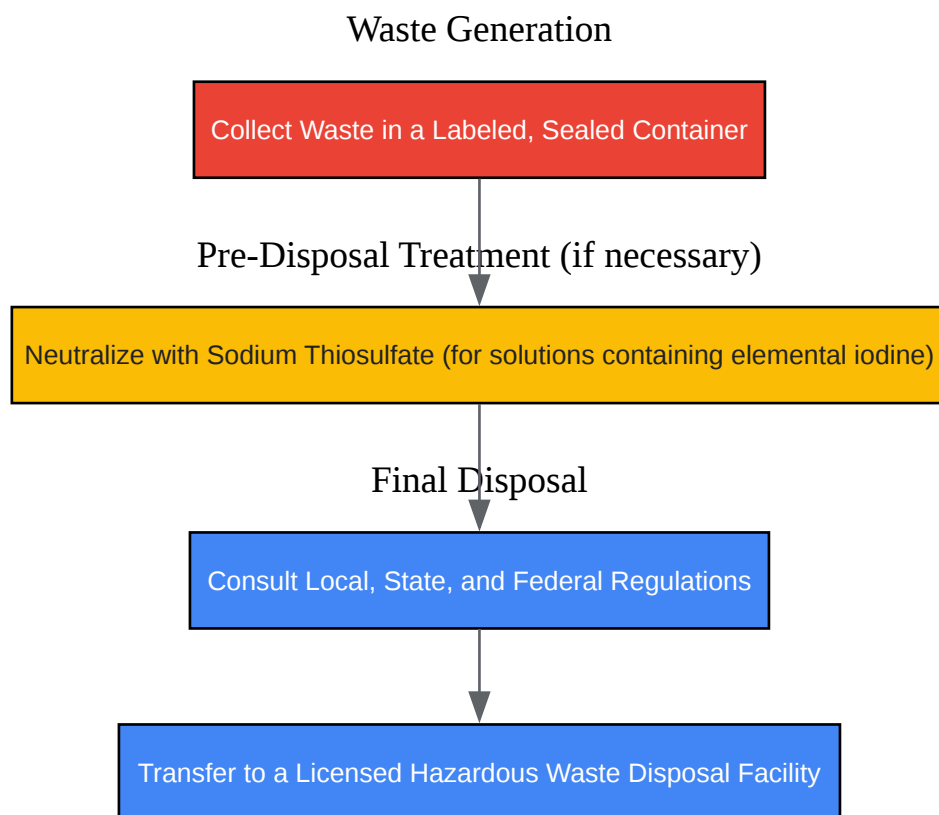 Waste Generation
Collect Waste in a Labeled, Sealed Container
Pre-Disposal Treatment (if necessary)
Neutralize with Sodium Thiosulfate (for solutions containing elemental iodine)
Final Disposal
Consult Local, State, and Federal Regulations
Transfer to a Licensed Hazardous Waste Disposal Facility